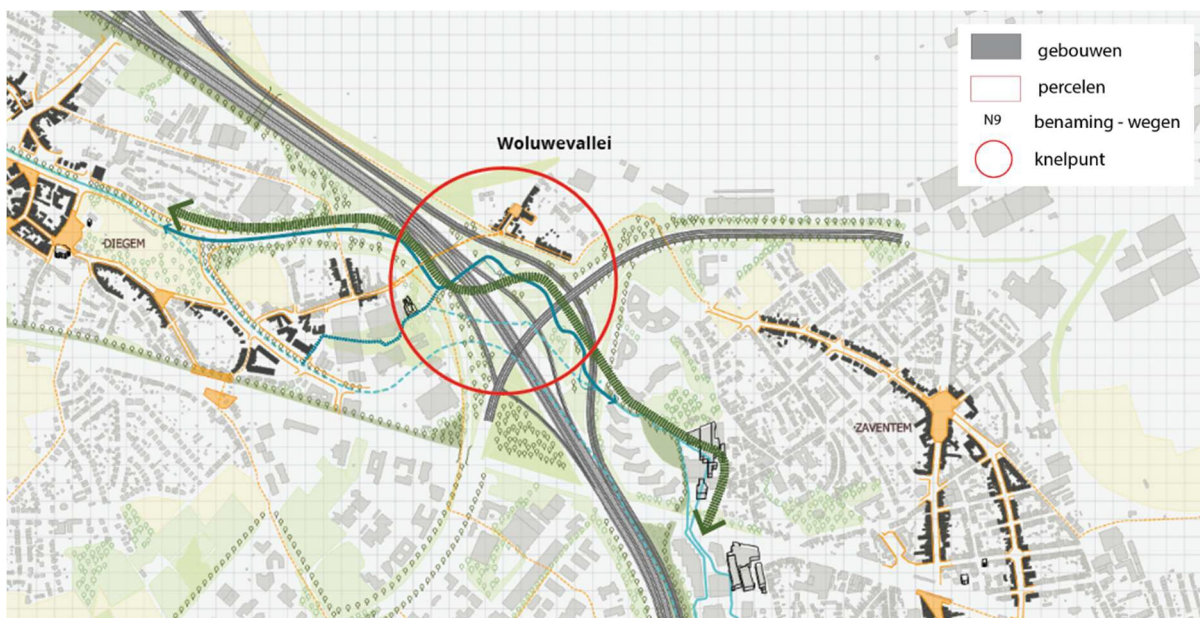 gebouwen
percelen
N9 benaming - wegen
knelpunt
Woluwevallei
DIEGEM
ZAVENTEM